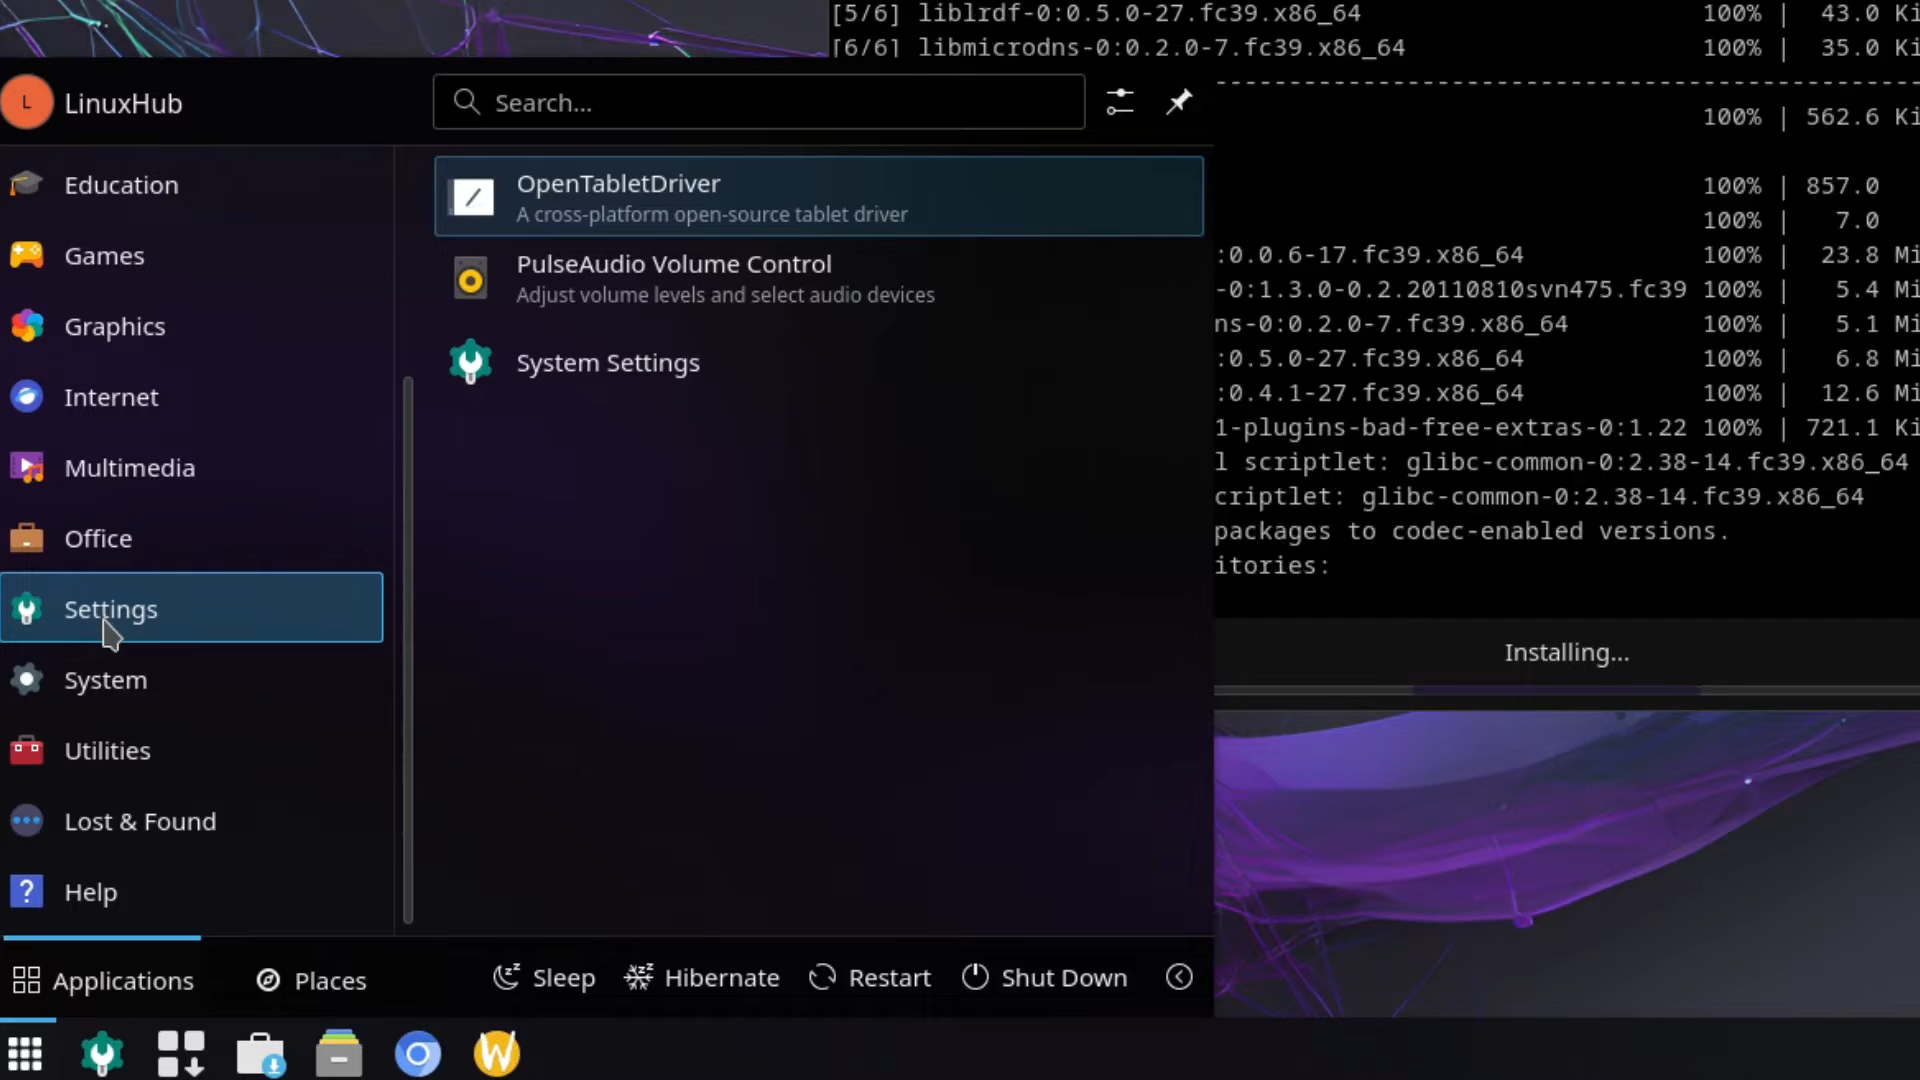 [5/6] liblrdf-0:0.5.0-27.fc39.x86_64 100% | 43.0 Ki
[6/6] libmicrodns-0:0.2.0-7.fc39.x86_64 100% | 35.0 Ki
--------------------------------------------------
100% | 562.6 Ki
100% | 857.0
100% | 7.0
:0.0.6-17.fc39.x86_64 100% | 23.8 Mi
-0:1.3.0-0.2.20110810svn475.fc39 100% | 5.4 Mi
ns-0:0.2.0-7.fc39.x86_64 100% | 5.1 Mi
:0.5.0-27.fc39.x86_64 100% | 6.8 Mi
:0.4.1-27.fc39.x86_64 100% | 12.6 Mi
1-plugins-bad-free-extras-0:1.22 100% | 721.1 Ki
l scriptlet: glibc-common-0:2.38-14.fc39.x86_64
criptlet: glibc-common-0:2.38-14.fc39.x86_64
packages to codec-enabled versions.
itories:
Installing...
L
LinuxHub
Search...
Education
Games
Graphics
Internet
Multimedia
Office
Settings
System
Utilities
Lost & Found
Help
OpenTabletDriver
A cross-platform open-source tablet driver
PulseAudio Volume Control
Adjust volume levels and select audio devices
System Settings
Applications
Places
Sleep
Hibernate
Restart
Shut Down
W